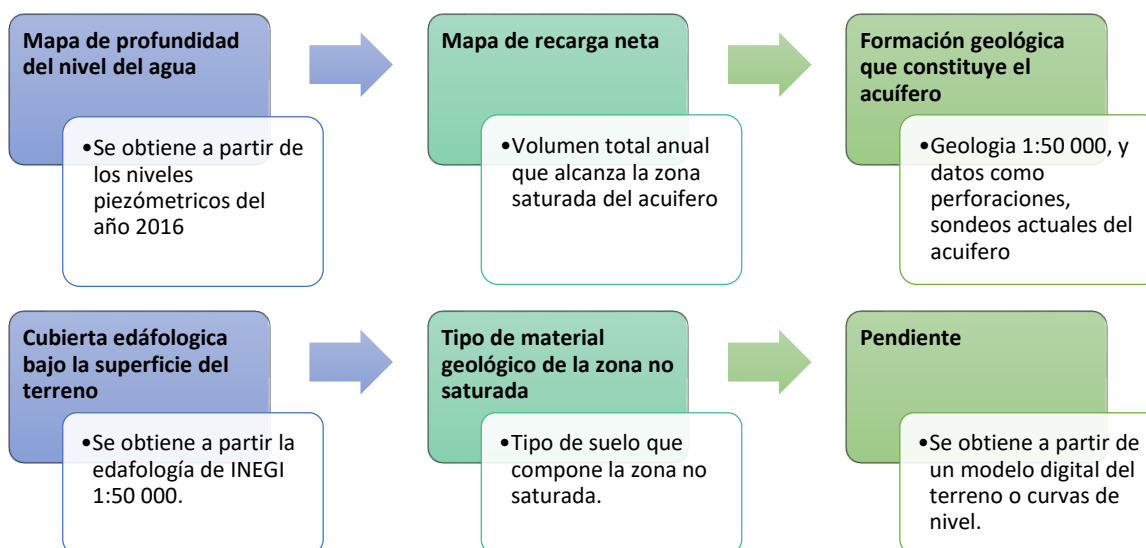 Mapa de profundidad
del nivel del agua
•Se obtiene a partir de
los niveles
piezómetricos del
año 2016
Mapa de recarga neta
•Volumen total anual
que alcanza la zona
saturada del acuifero
Formación geológica
que constituye el
acuífero
•Geologia 1:50 000, y
datos como
perforaciones,
sondeos actuales del
acuifero
Cubierta edáfologica
bajo la superficie del
terreno
•Se obtiene a partir la
edafología de INEGI
1:50 000.
Tipo de material
geológico de la zona no
saturada
•Tipo de suelo que
compone la zona no
saturada.
Pendiente
•Se obtiene a partir de
un modelo digital del
terreno o curvas de
nivel.